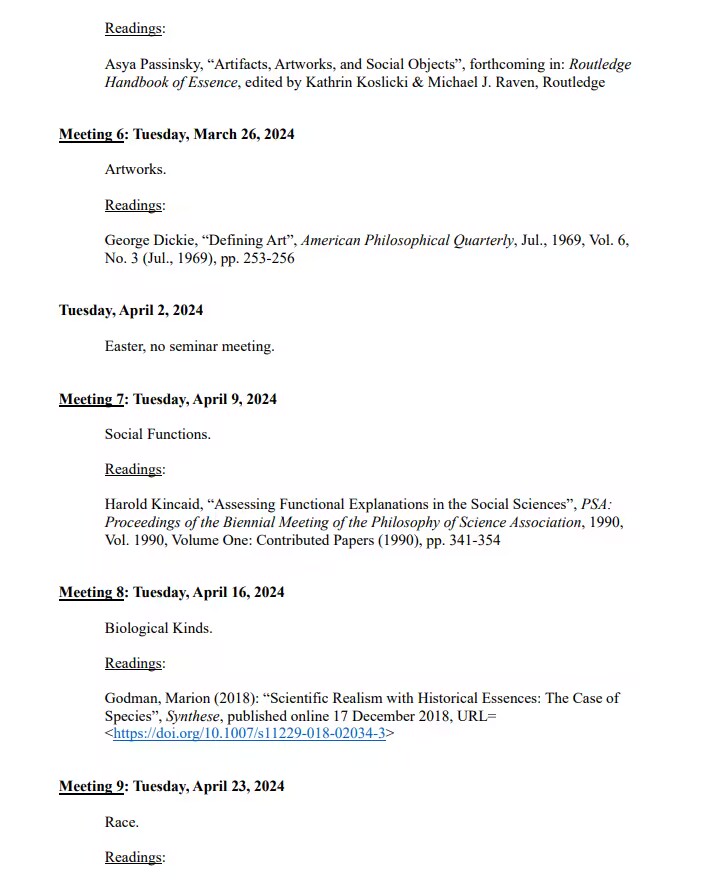 Readings:
Asya Passinsky, “Artifacts, Artworks, and Social Objects”, forthcoming in: Routledge
Handbook of Essence, edited by Kathrin Koslicki & Michael J. Raven, Routledge
Meeting 6: Tuesday, March 26, 2024
Artworks.
Readings:
George Dickie, “Defining Art”, American Philosophical Quarterly, Jul., 1969, Vol. 6,
No. 3 (Jul., 1969), pp. 253-256
Tuesday, April 2, 2024
Easter, no seminar meeting.
Meeting 7: Tuesday, April 9, 2024
Social Functions.
Readings:
Harold Kincaid, “Assessing Functional Explanations in the Social Sciences”, PSA:
Proceedings of the Biennial Meeting of the Philosophy of Science Association, 1990,
Vol. 1990, Volume One: Contributed Papers (1990), pp. 341-354
Meeting 8: Tuesday, April 16, 2024
Biological Kinds.
Readings:
Godman, Marion (2018): “Scientific Realism with Historical Essences: The Case of
Species”, Synthese, published online 17 December 2018, URL=
<https://doi.org/10.1007/s11229-018-02034-3>
Meeting 9: Tuesday, April 23, 2024
Race.
Readings: